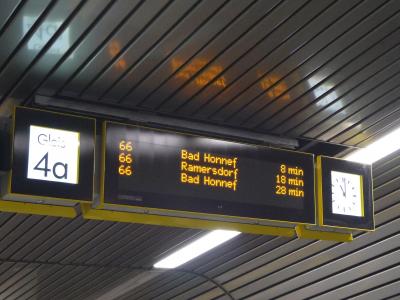 Gleis
4a
66 Bad Honnef 8 min
66 Ramersdorf 18 min
66 Bad Honnef 28 min